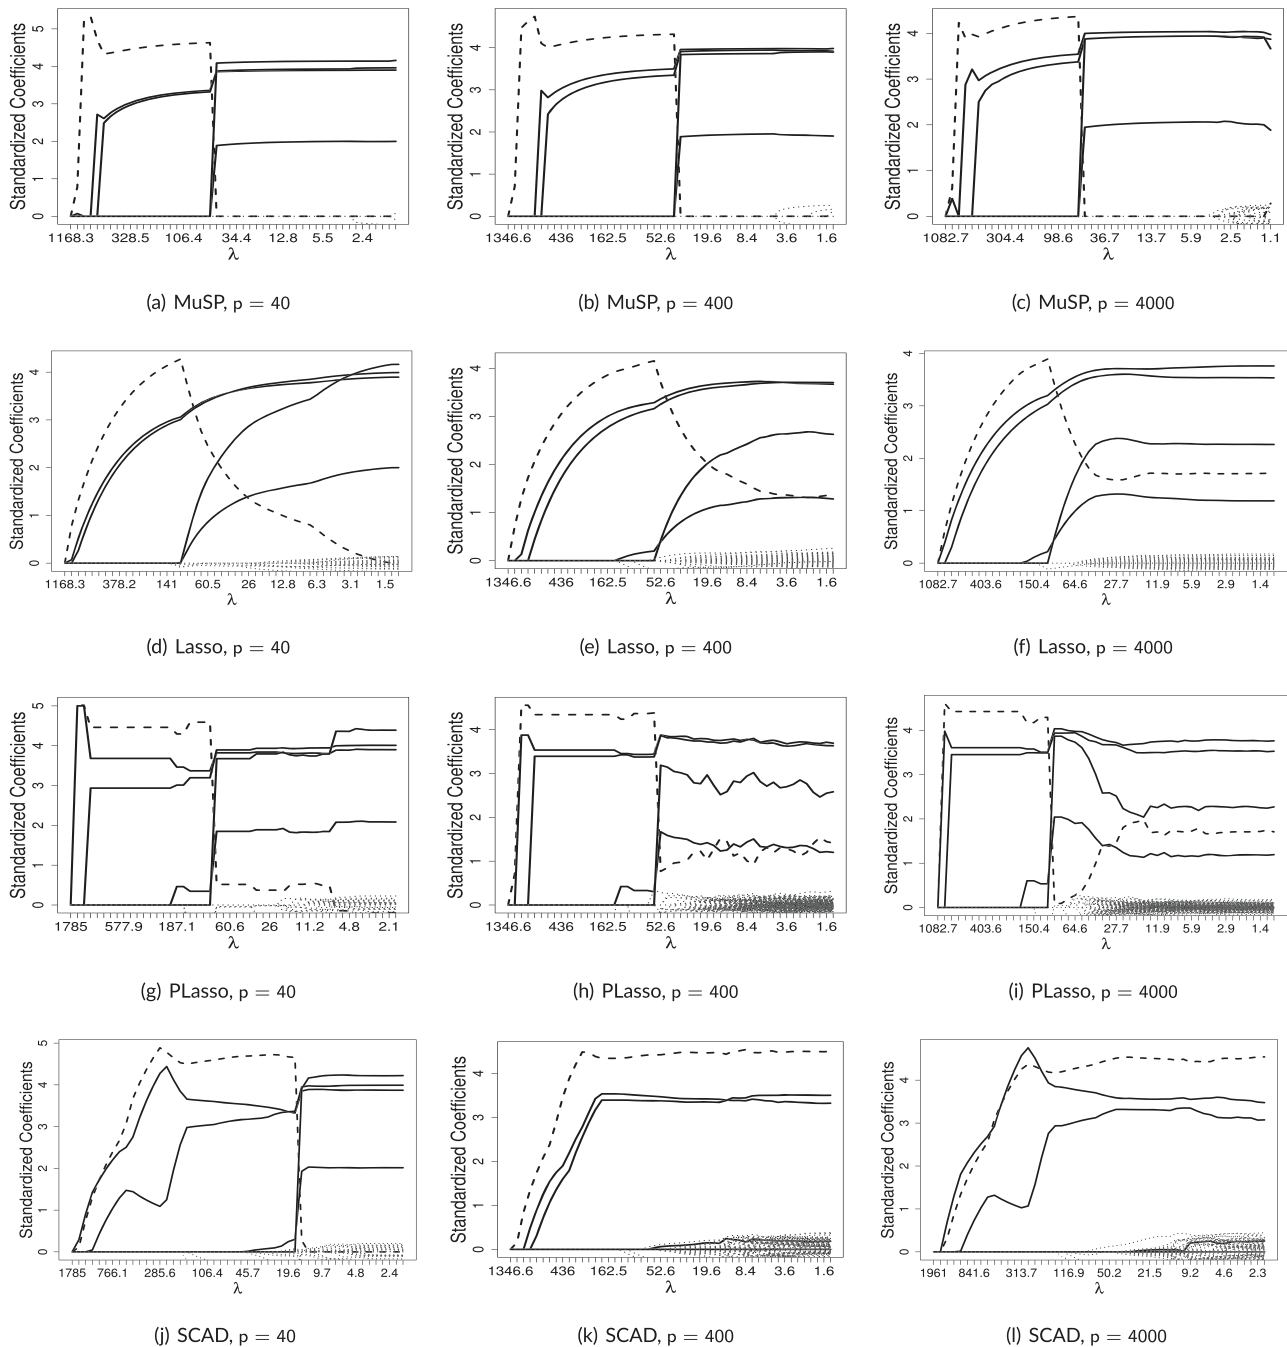 Standardized Coefficients
0 1 2 3 4 5
1168.3 328.5 106.4 34.4 12.8 5.5 2.4
λ
(a) MuSP, p = 40
Standardized Coefficients
0 1 2 3 4
1346.6 436 162.5 52.6 19.6 8.4 3.6 1.6
λ
(b) MuSP, p = 400
Standardized Coefficients
0 1 2 3 4
1082.7 304.4 98.6 36.7 13.7 5.9 2.5 1.1
λ
(c) MuSP, p = 4000
Standardized Coefficients
0 1 2 3 4
1168.3 378.2 141 60.5 26 12.8 6.3 3.1 1.5
λ
(d) Lasso, p = 40
Standardized Coefficients
0 1 2 3 4
1346.6 436 162.5 52.6 19.6 8.4 3.6 1.6
λ
(e) Lasso, p = 400
Standardized Coefficients
0 1 2 3 4
1082.7 403.6 150.4 64.6 27.7 11.9 5.9 2.9 1.4
λ
(f) Lasso, p = 4000
Standardized Coefficients
0 1 2 3 4 5
1785 577.9 187.1 60.6 26 11.2 4.8 2.1
λ
(g) PLasso, p = 40
Standardized Coefficients
0 1 2 3 4
1346.6 436 162.5 52.6 19.6 8.4 3.6 1.6
λ
(h) PLasso, p = 400
Standardized Coefficients
0 1 2 3 4
1082.7 403.6 150.4 64.6 27.7 11.9 5.9 2.9 1.4
λ
(i) PLasso, p = 4000
Standardized Coefficients
0 1 2 3 4 5
1785 766.1 285.6 106.4 45.7 19.6 9.7 4.8 2.4
λ
(j) SCAD, p = 40
Standardized Coefficients
0 1 2 3 4
1346.6 436 162.5 52.6 19.6 8.4 3.6 1.6
λ
(k) SCAD, p = 400
Standardized Coefficients
0 1 2 3 4
1961 841.6 313.7 116.9 50.2 21.5 9.2 4.6 2.3
λ
(l) SCAD, p = 4000